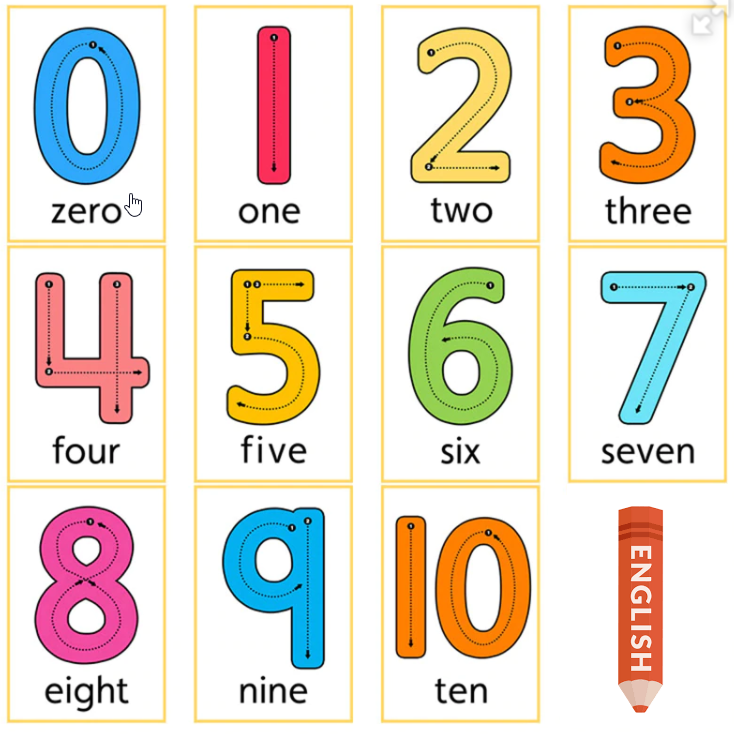 0
zero
1
one
2
two
3
three
4
four
5
five
6
six
7
seven
8
eight
9
nine
10
ten
ENGLISH